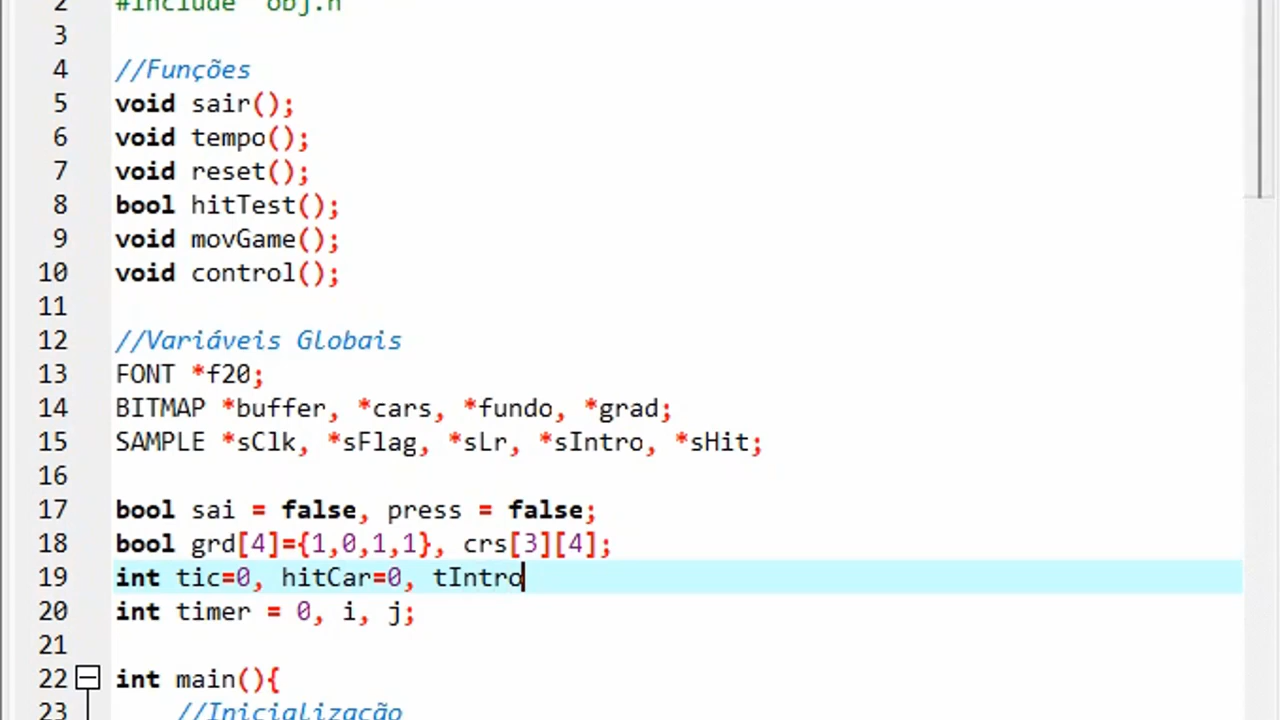 2 #include "obj.h"
3
4 //Funções
5 void sair();
6 void tempo();
7 void reset();
8 bool hitTest();
9 void movGame();
10 void control();
11
12 //Variáveis Globais
13 FONT *f20;
14 BITMAP *buffer, *cars, *fundo, *grad;
15 SAMPLE *sClk, *sFlag, *sLr, *sIntro, *sHit;
16
17 bool sai = false, press = false;
18 bool grd[4]={1,0,1,1}, crs[3][4];
19 int tic=0, hitCar=0, tIntro
20 int timer = 0, i, j;
21
22 int main(){
23 //Inicialização